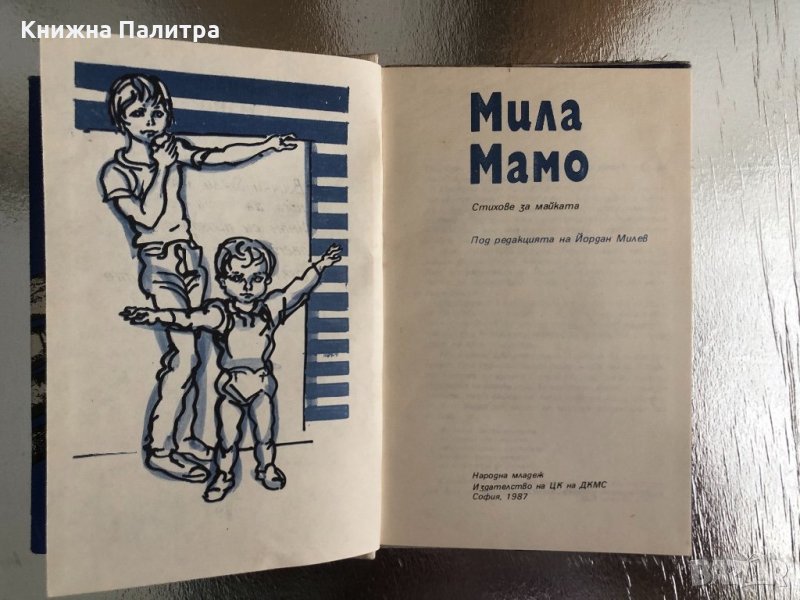 Книжна Палитра
Мила
Мамо
Стихове за майката
Под редакцията на Йордан Милев
Народна младеж
Издателство на ЦК на ДКМС
София, 1987